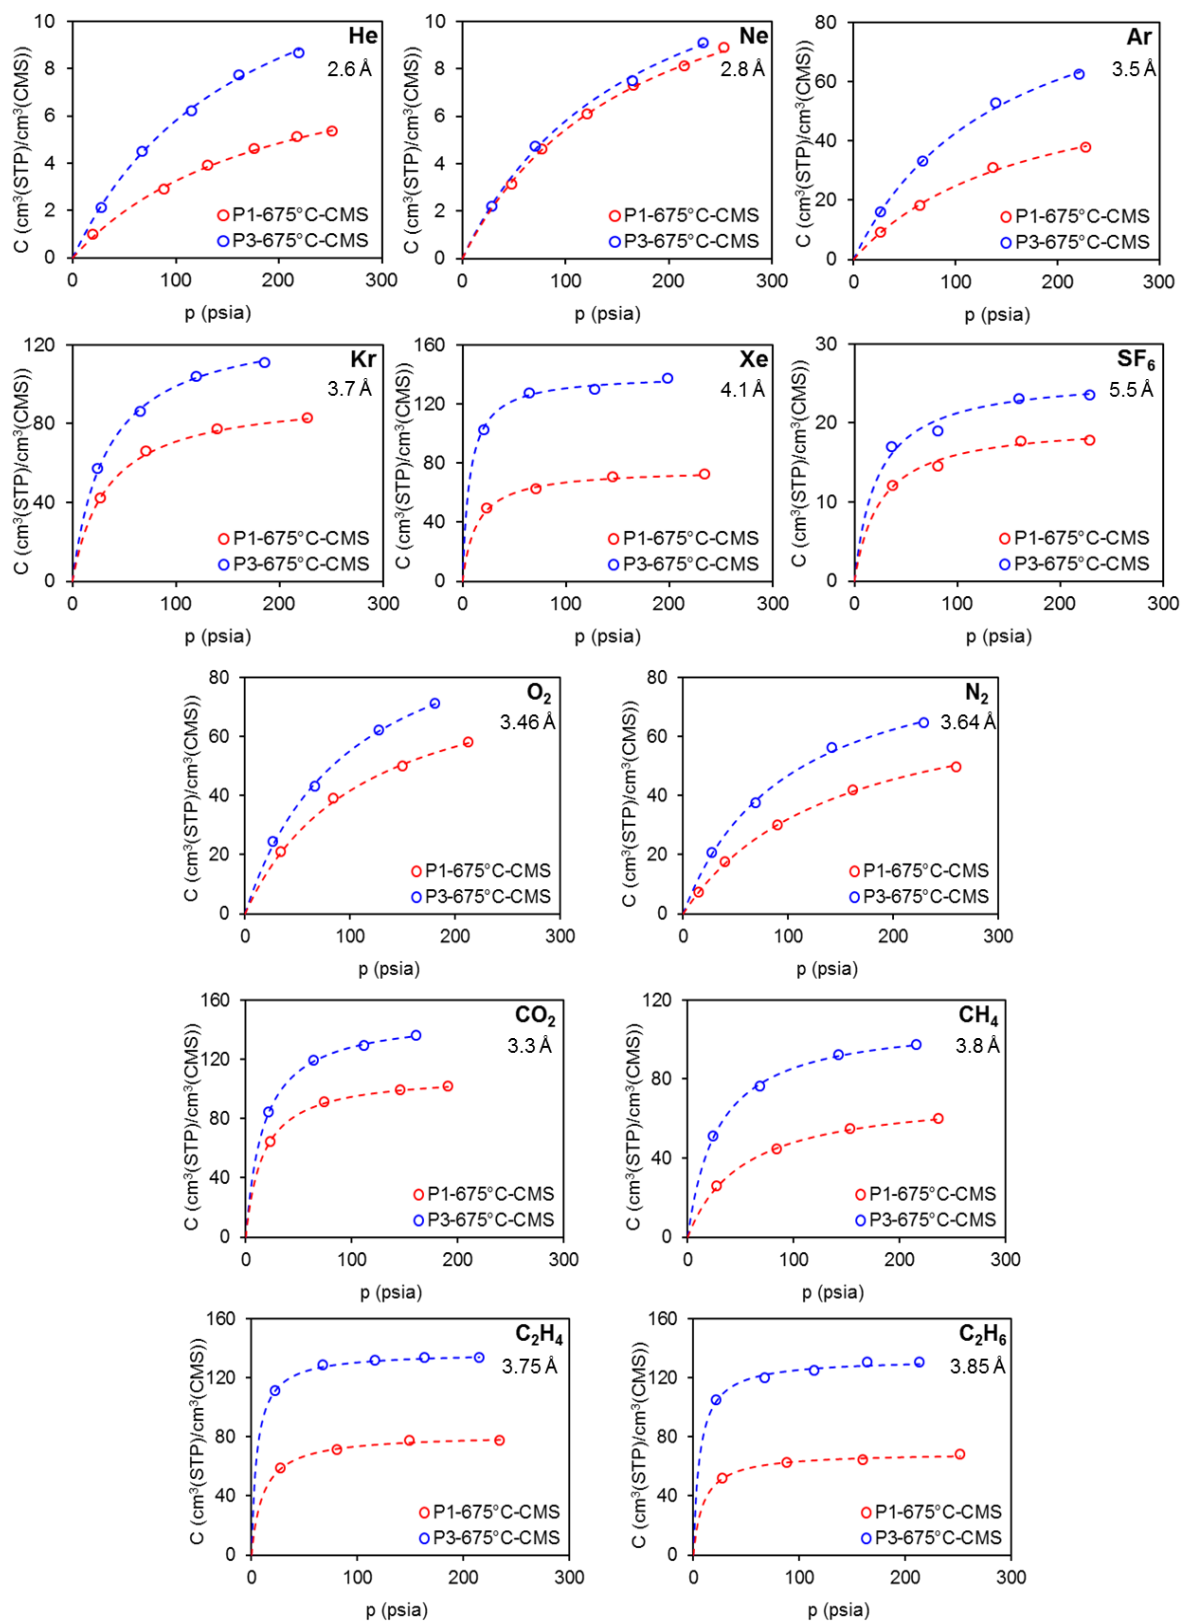 He
2.6 Å
C (cm³(STP)/cm³(CMS))
10
8
6
4
2
0
P1-675°C-CMS
P3-675°C-CMS
0 100 200 300
p (psia)
Ne
2.8 Å
C (cm³(STP)/cm³(CMS))
10
8
6
4
2
0
P1-675°C-CMS
P3-675°C-CMS
0 100 200 300
p (psia)
Ar
3.5 Å
C (cm³(STP)/cm³(CMS))
80
60
40
20
0
P1-675°C-CMS
P3-675°C-CMS
0 100 200 300
p (psia)
Kr
3.7 Å
C (cm³(STP)/cm³(CMS))
120
80
40
0
P1-675°C-CMS
P3-675°C-CMS
0 100 200 300
p (psia)
Xe
4.1 Å
C (cm³(STP)/cm³(CMS))
160
120
80
40
0
P1-675°C-CMS
P3-675°C-CMS
0 100 200 300
p (psia)
SF₆
5.5 Å
C (cm³(STP)/cm³(CMS))
30
20
10
0
P1-675°C-CMS
P3-675°C-CMS
0 100 200 300
p (psia)
O₂
3.46 Å
C (cm³(STP)/cm³(CMS))
80
60
40
20
0
P1-675°C-CMS
P3-675°C-CMS
0 100 200 300
p (psia)
N₂
3.64 Å
C (cm³(STP)/cm³(CMS))
80
60
40
20
0
P1-675°C-CMS
P3-675°C-CMS
0 100 200 300
p (psia)
CO₂
3.3 Å
C (cm³(STP)/cm³(CMS))
160
120
80
40
0
P1-675°C-CMS
P3-675°C-CMS
0 100 200 300
p (psia)
CH₄
3.8 Å
C (cm³(STP)/cm³(CMS))
120
80
40
0
P1-675°C-CMS
P3-675°C-CMS
0 100 200 300
p (psia)
C₂H₄
3.75 Å
C (cm³(STP)/cm³(CMS))
160
120
80
40
0
P1-675°C-CMS
P3-675°C-CMS
0 100 200 300
p (psia)
C₂H₆
3.85 Å
C (cm³(STP)/cm³(CMS))
160
120
80
40
0
P1-675°C-CMS
P3-675°C-CMS
0 100 200 300
p (psia)